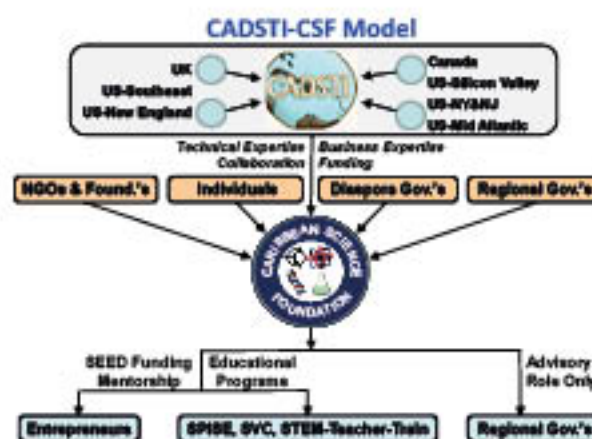 CADSTI-CSF Model
UK
US-Southeast
US-New England
CADSTI
Canada
US-Silicon Valley
US-NY&NJ
US-Mid Atlantic
Technical Expertise
Collaboration
Business Expertise
Funding
NGOs & Found.'s
Individuals
Diaspora Gov.'s
Regional Gov.'s
CARIBBEAN SCIENCE
FOUNDATION
SEED Funding
Mentorship
Educational
Programs
Advisory
Role Only
Entrepreneurs
SPISE, SVC, STEM-Teacher-Train
Regional Gov.'s